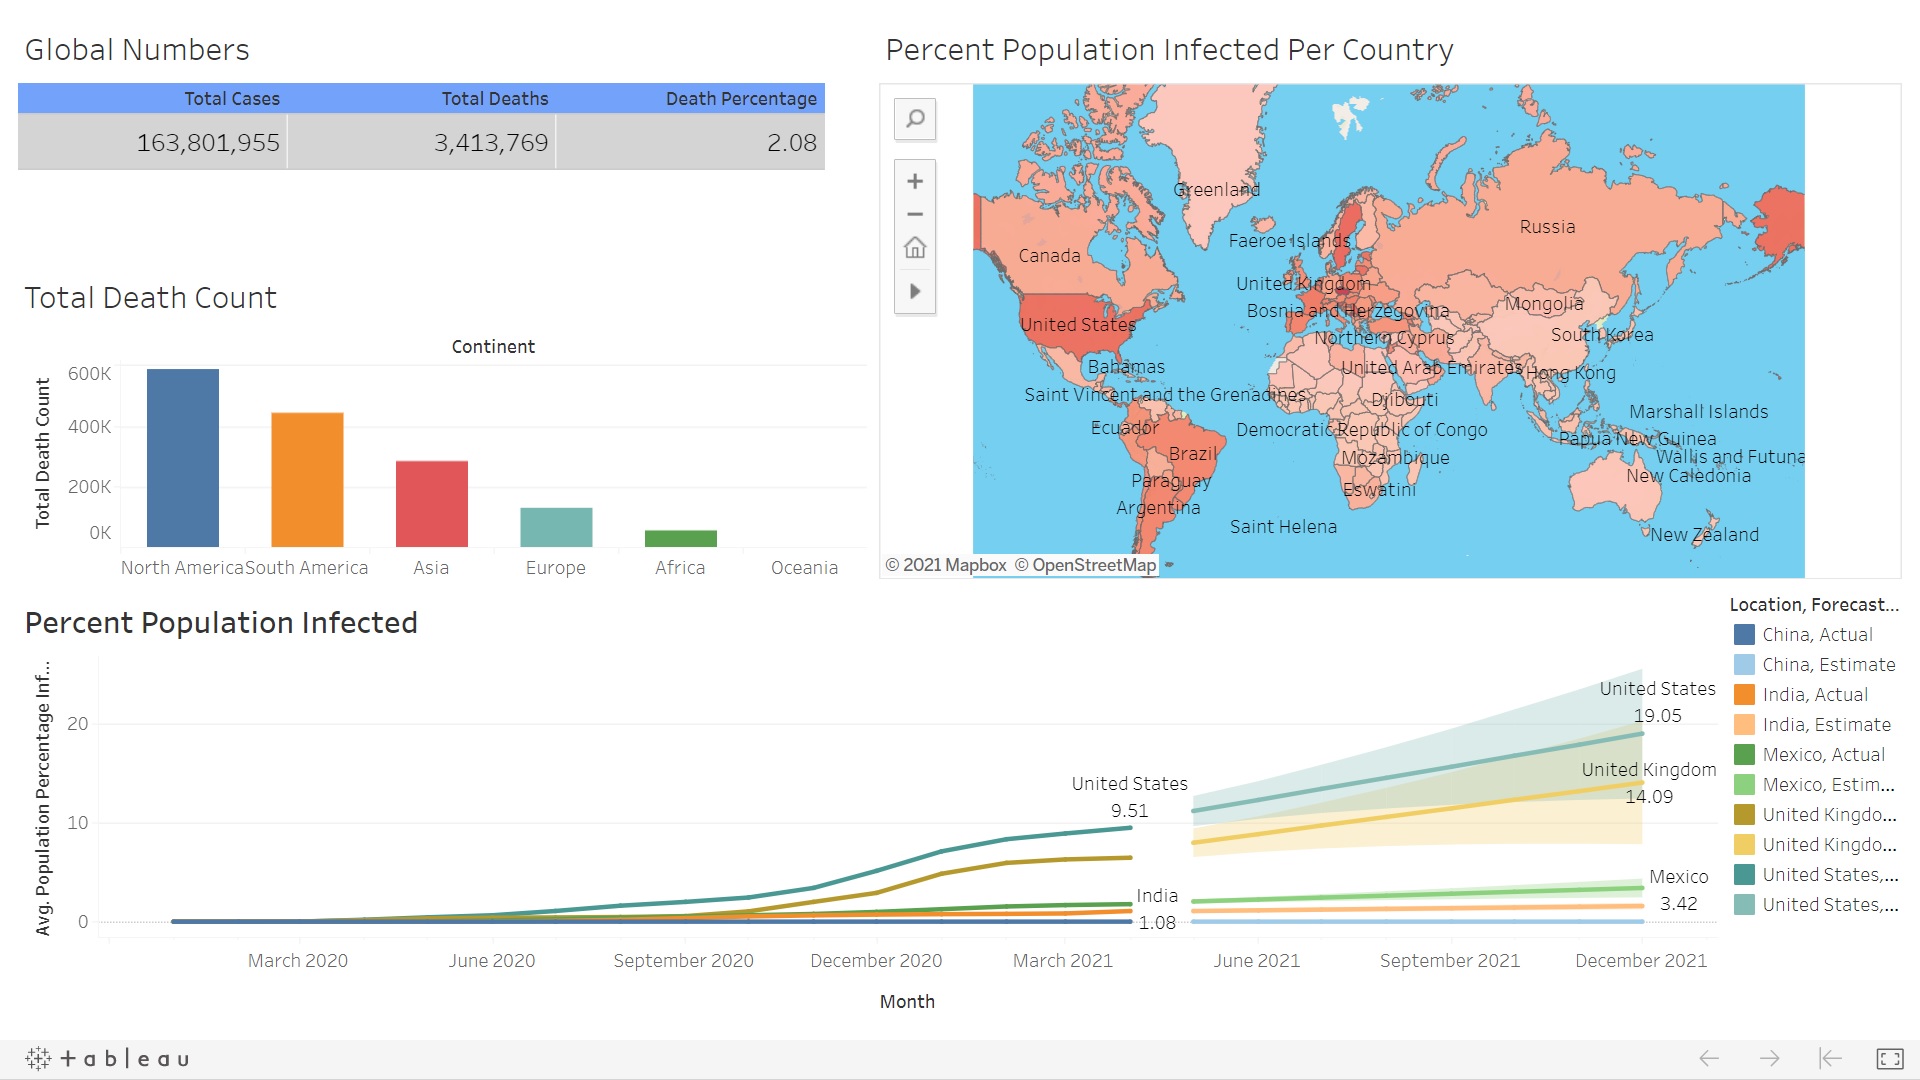 Global Numbers
Total Cases Total Deaths Death Percentage
163,801,955 3,413,769 2.08
Total Death Count
Continent
Total Death Count
600K
400K
200K
0K
North America South America Asia Europe Africa Oceania
Percent Population Infected Per Country
Greenland
Russia
Faeroe Islands
Canada
United Kingdom
Mongolia
Bosnia and Herzegovina
United States
South Korea
Northern Cyprus
Bahamas
United Arab Emirates
Hong Kong
Saint Vincent and the Grenadines
Djibouti
Marshall Islands
Ecuador
Democratic Republic of Congo
Papua New Guinea
Brazil
Mozambique
Wallis and Futuna
New Caledonia
Paraguay
Eswatini
Argentina
Saint Helena
New Zealand
© 2021 Mapbox © OpenStreetMap
Percent Population Infected
Avg. Population Percentage Inf...
20
10
0
United States
9.51
India
1.08
United States
19.05
United Kingdom
14.09
Mexico
3.42
March 2020 June 2020 September 2020 December 2020 March 2021 June 2021 September 2021 December 2021
Month
Location, Forecast...
China, Actual
China, Estimate
India, Actual
India, Estimate
Mexico, Actual
Mexico, Estim...
United Kingdo...
United Kingdo...
United States,...
United States,...
+ableau